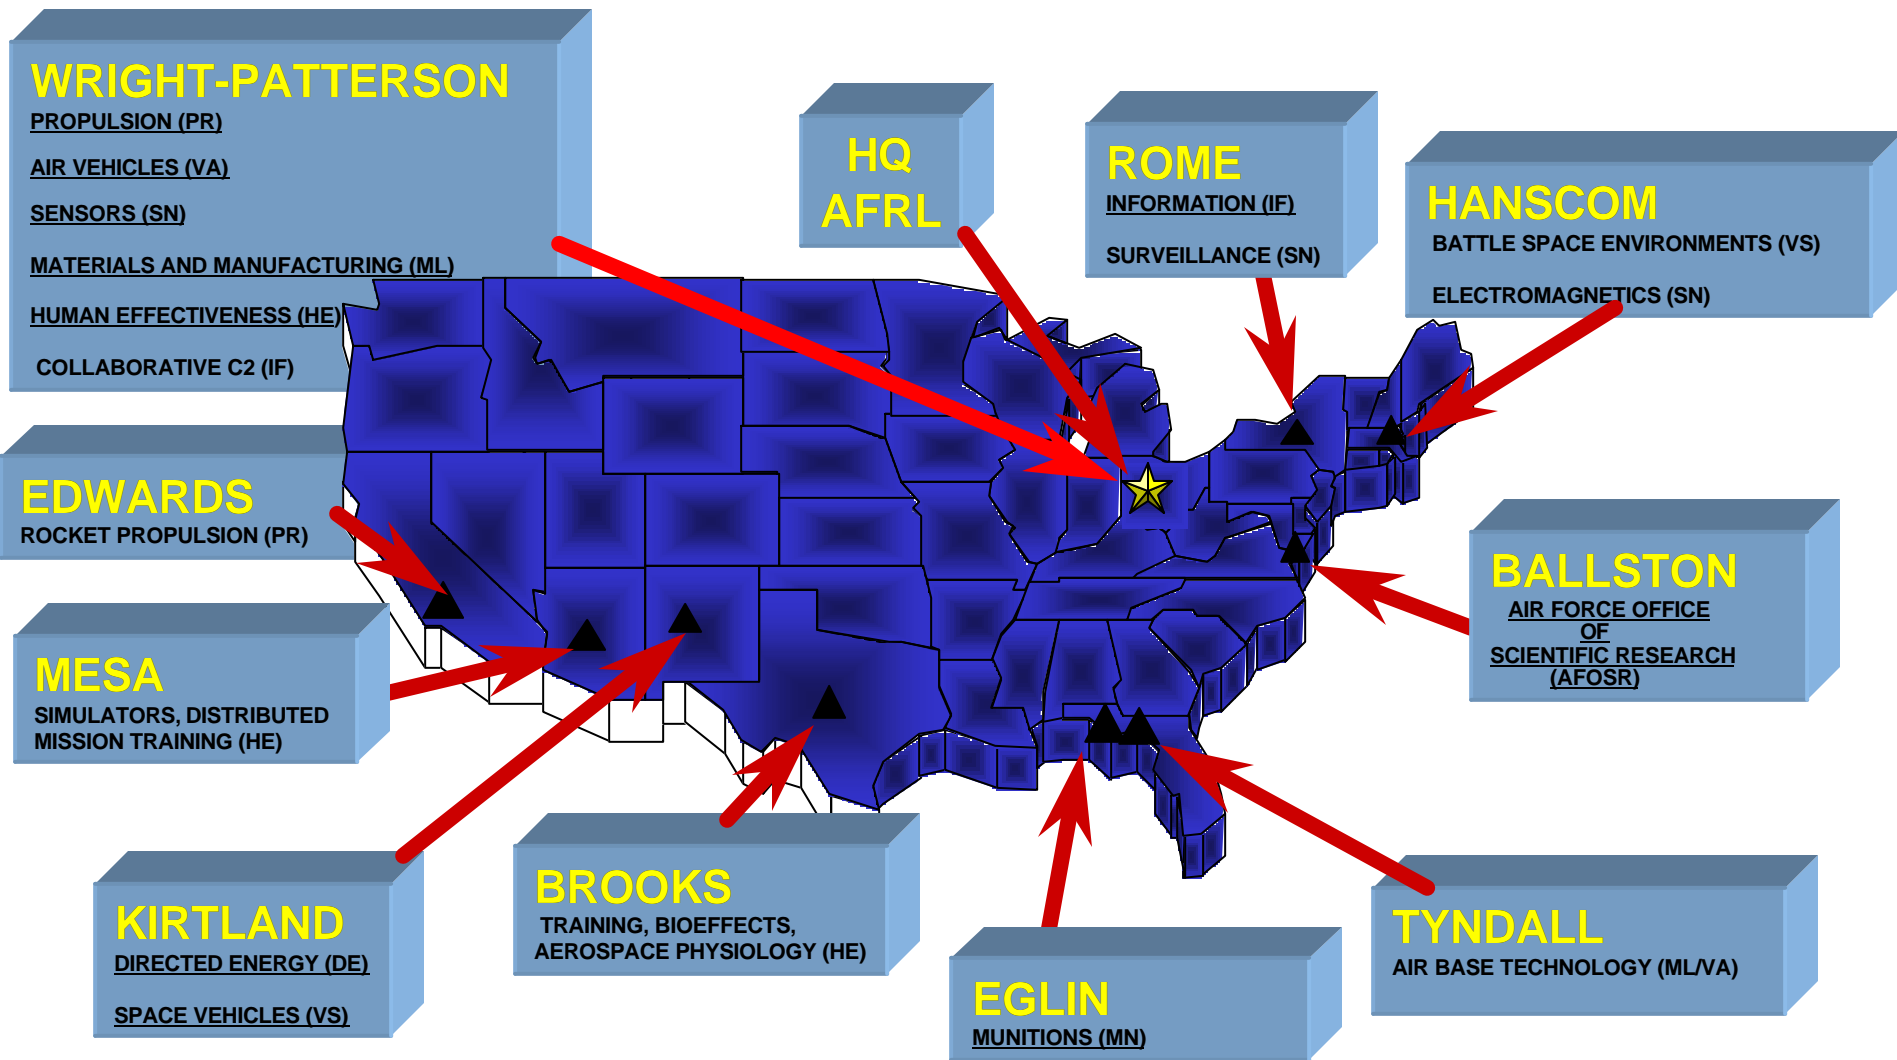 WRIGHT-PATTERSON
PROPULSION (PR)
AIR VEHICLES (VA)
SENSORS (SN)
MATERIALS AND MANUFACTURING (ML)
HUMAN EFFECTIVENESS (HE)
COLLABORATIVE C2 (IF)
HQ
AFRL
ROME
INFORMATION (IF)
SURVEILLANCE (SN)
HANSCOM
BATTLE SPACE ENVIRONMENTS (VS)
ELECTROMAGNETICS (SN)
EDWARDS
ROCKET PROPULSION (PR)
BALLSTON
AIR FORCE OFFICE
OF
SCIENTIFIC RESEARCH
(AFOSR)
MESA
SIMULATORS, DISTRIBUTED
MISSION TRAINING (HE)
KIRTLAND
DIRECTED ENERGY (DE)
SPACE VEHICLES (VS)
BROOKS
TRAINING, BIOEFFECTS,
AEROSPACE PHYSIOLOGY (HE)
EGLIN
MUNITIONS (MN)
TYNDALL
AIR BASE TECHNOLOGY (ML/VA)